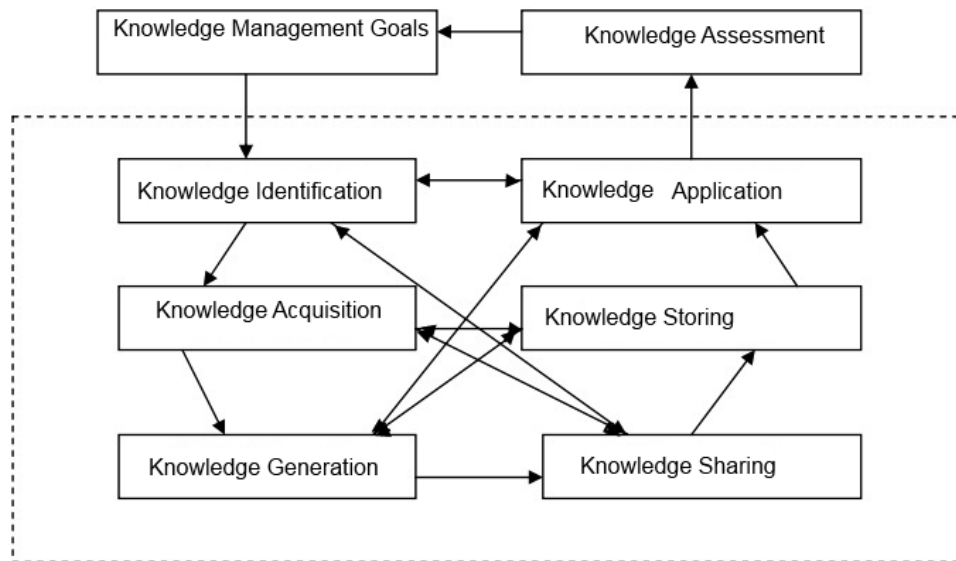 Knowledge Management Goals
Knowledge Assessment
Knowledge Identification
Knowledge Application
Knowledge Acquisition
Knowledge Storing
Knowledge Generation
Knowledge Sharing